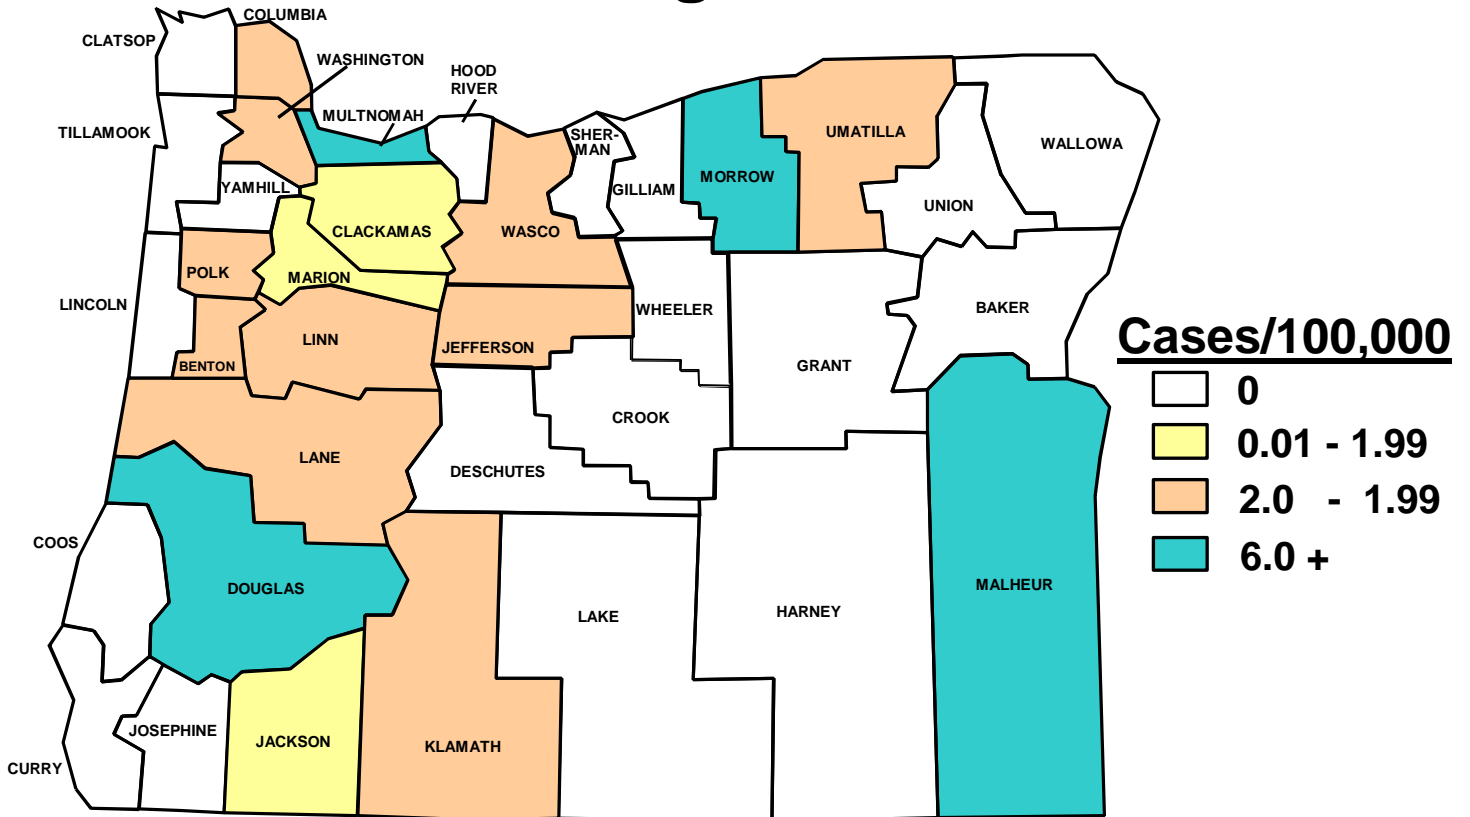 COLUMBIA
CLATSOP
WASHINGTON
HOOD
RIVER
MULTNOMAH
TILLAMOOK
SHER-
MAN
UMATILLA
WALLOWA
YAMHILL
GILLIAM
MORROW
UNION
CLACKAMAS
WASCO
POLK
MARION
LINCOLN
WHEELER
BAKER
LINN
JEFFERSON
BENTON
GRANT
CROOK
LANE
DESCHUTES
COOS
DOUGLAS
LAKE
HARNEY
MALHEUR
JOSEPHINE
JACKSON
KLAMATH
CURRY
Cases/100,000
0
0.01 - 1.99
2.0 - 1.99
6.0 +